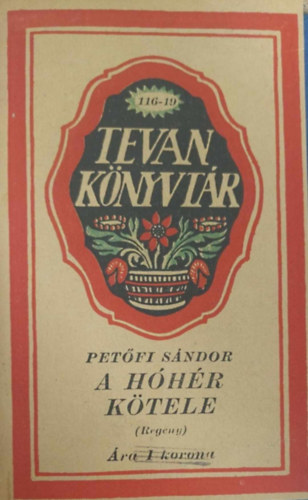 116-19
TEVAN
KÖNYVTÁR
PETŐFI SÁNDOR
A HÓHÉR
KÖTELE
(Regény)
Ára 1 korona